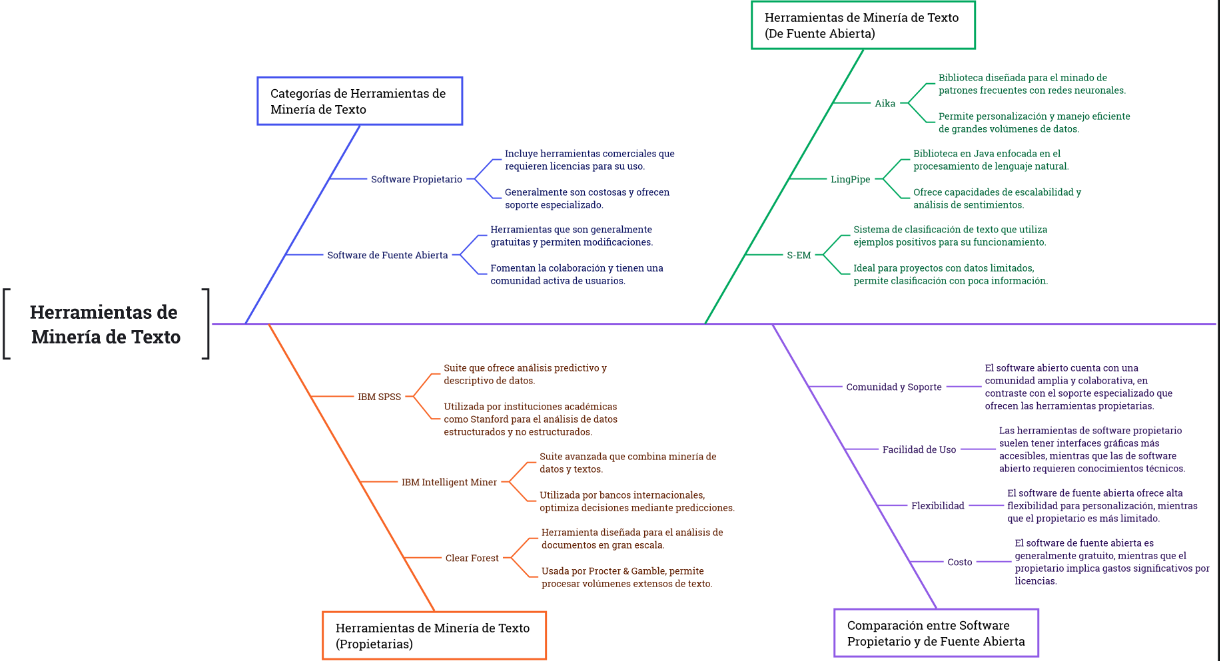 Herramientas de
Minería de Texto
Categorías de Herramientas de
Minería de Texto
Software Propietario
Incluye herramientas comerciales que
requieren licencias para su uso.
Generalmente son costosas y ofrecen
soporte especializado.
Software de Fuente Abierta
Herramientas que son generalmente
gratuitas y permiten modificaciones.
Fomentan la colaboración y tienen una
comunidad activa de usuarios.
Herramientas de Minería de Texto
(De Fuente Abierta)
Aika
Biblioteca diseñada para el minado de
patrones frecuentes con redes neuronales.
Permite personalización y manejo eficiente
de grandes volúmenes de datos.
LingPipe
Biblioteca en Java enfocada en el
procesamiento de lenguaje natural.
Ofrece capacidades de escalabilidad y
análisis de sentimientos.
S-EM
Sistema de clasificación de texto que utiliza
ejemplos positivos para su funcionamiento.
Ideal para proyectos con datos limitados,
permite clasificación con poca información.
IBM SPSS
Suite que ofrece análisis predictivo y
descriptivo de datos.
Utilizada por instituciones académicas
como Stanford para el análisis de datos
estructurados y no estructurados.
IBM Intelligent Miner
Suite avanzada que combina minería de
datos y textos.
Utilizada por bancos internacionales,
optimiza decisiones mediante predicciones.
Clear Forest
Herramienta diseñada para el análisis de
documentos en gran escala.
Usada por Procter & Gamble, permite
procesar volúmenes extensos de texto.
Herramientas de Minería de Texto
(Propietarias)
Comunidad y Soporte
El software abierto cuenta con una
comunidad amplia y colaborativa, en
contraste con el soporte especializado que
ofrecen las herramientas propietarias.
Facilidad de Uso
Las herramientas de software propietario
suelen tener interfaces gráficas más
accesibles, mientras que las de software
abierto requieren conocimientos técnicos.
Flexibilidad
El software de fuente abierta ofrece alta
flexibilidad para personalización, mientras
que el propietario es más limitado.
Costo
El software de fuente abierta es
generalmente gratuito, mientras que el
propietario implica gastos significativos por
licencias.
Comparación entre Software
Propietario y de Fuente Abierta